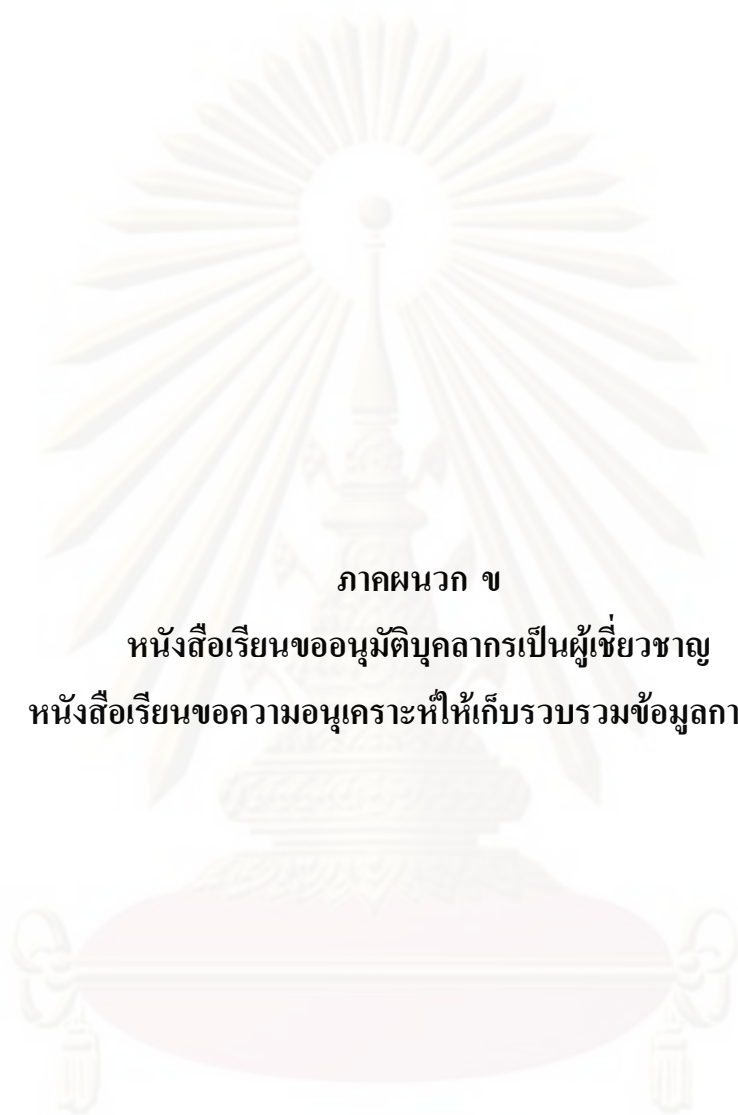 ภาคผนวก ข
หนังสือเรียนขออนุมัติบุคลากรเป็นผู้เชี่ยวชาญ
หนังสือเรียนขอความอนุเคราะห์ให้เก็บรวบรวมข้อมูลกา